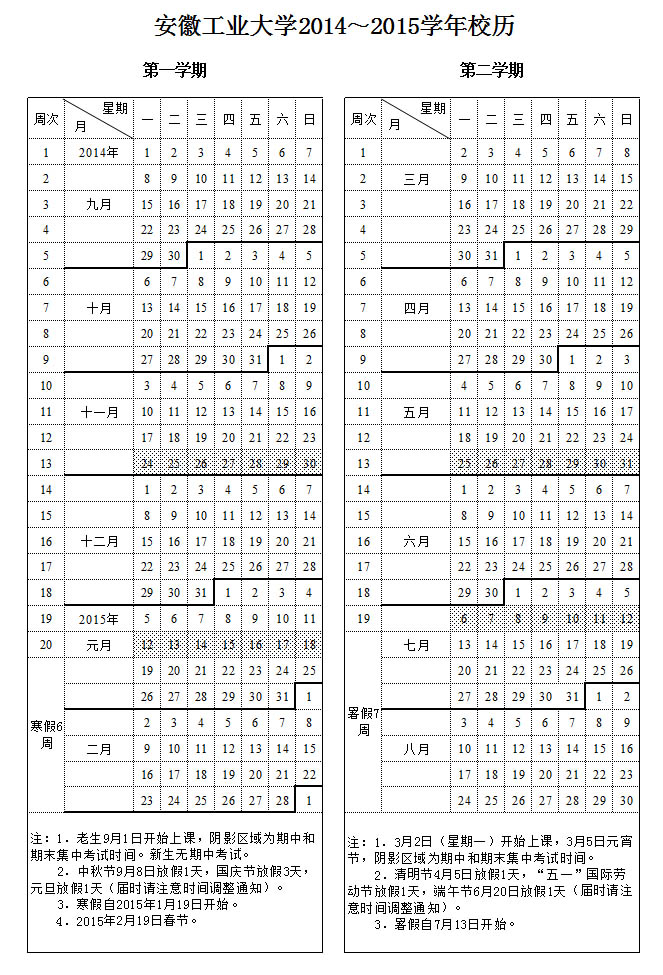 安徽工业大学2014～2015学年校历
第一学期
周次 星期 月 一 二 三 四 五 六 日
1 2014年 1 2 3 4 5 6 7
2 8 9 10 11 12 13 14
3 九月 15 16 17 18 19 20 21
4 22 23 24 25 26 27 28
5 29 30 1 2 3 4 5
6 6 7 8 9 10 11 12
7 十月 13 14 15 16 17 18 19
8 20 21 22 23 24 25 26
9 27 28 29 30 31 1 2
10 3 4 5 6 7 8 9
11 十一月 10 11 12 13 14 15 16
12 17 18 19 20 21 22 23
13 24 25 26 27 28 29 30
14 1 2 3 4 5 6 7
15 8 9 10 11 12 13 14
16 十二月 15 16 17 18 19 20 21
17 22 23 24 25 26 27 28
18 29 30 31 1 2 3 4
19 2015年 5 6 7 8 9 10 11
20 元月 12 13 14 15 16 17 18
19 20 21 22 23 24 25
26 27 28 29 30 31 1
寒假6周
2 3 4 5 6 7 8
二月 9 10 11 12 13 14 15
16 17 18 19 20 21 22
23 24 25 26 27 28 1
注：1．老生9月1日开始上课，阴影区域为期中和
期末集中考试时间。新生无期中考试。
2．中秋节9月8日放假1天，国庆节放假3天，
元旦放假1天（届时请注意时间调整通知）。
3．寒假自2015年1月19日开始。
4．2015年2月19日春节。
第二学期
周次 星期 月 一 二 三 四 五 六 日
1 2 3 4 5 6 7 8
2 三月 9 10 11 12 13 14 15
3 16 17 18 19 20 21 22
4 23 24 25 26 27 28 29
5 30 31 1 2 3 4 5
6 6 7 8 9 10 11 12
7 四月 13 14 15 16 17 18 19
8 20 21 22 23 24 25 26
9 27 28 29 30 1 2 3
10 4 5 6 7 8 9 10
11 五月 11 12 13 14 15 16 17
12 18 19 20 21 22 23 24
13 25 26 27 28 29 30 31
14 1 2 3 4 5 6 7
15 8 9 10 11 12 13 14
16 六月 15 16 17 18 19 20 21
17 22 23 24 25 26 27 28
18 29 30 1 2 3 4 5
19 6 7 8 9 10 11 12
七月 13 14 15 16 17 18 19
20 21 22 23 24 25 26
27 28 29 30 31 1 2
署假7周
3 4 5 6 7 8 9
八月 10 11 12 13 14 15 16
17 18 19 20 21 22 23
24 25 26 27 28 29 30
注：1．3月2日（星期一）开始上课，3月5日元宵
节，阴影区域为期中和期末集中考试时间。
2．清明节4月5日放假1天，“五一”国际劳
动节放假1天，端午节6月20日放假1天（届时请注
意时间调整通知）。
3．署假自7月13日开始。